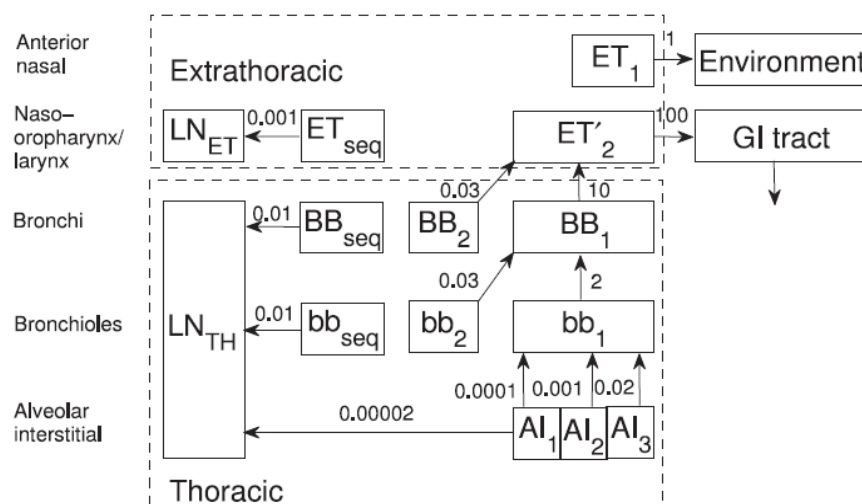 Anterior
nasal
Extrathoracic
ET1
1
Environment
Naso–
oropharynx/
larynx
LNET
0.001
ETseq
ET′2
100
GI tract
0.03
10
Bronchi
0.01
BBseq
BB2
BB1
0.03
2
Bronchioles
LNTH
0.01
bbseq
bb2
bb1
0.0001
0.001
0.02
Alveolar
interstitial
0.00002
AI1
AI2
AI3
Thoracic